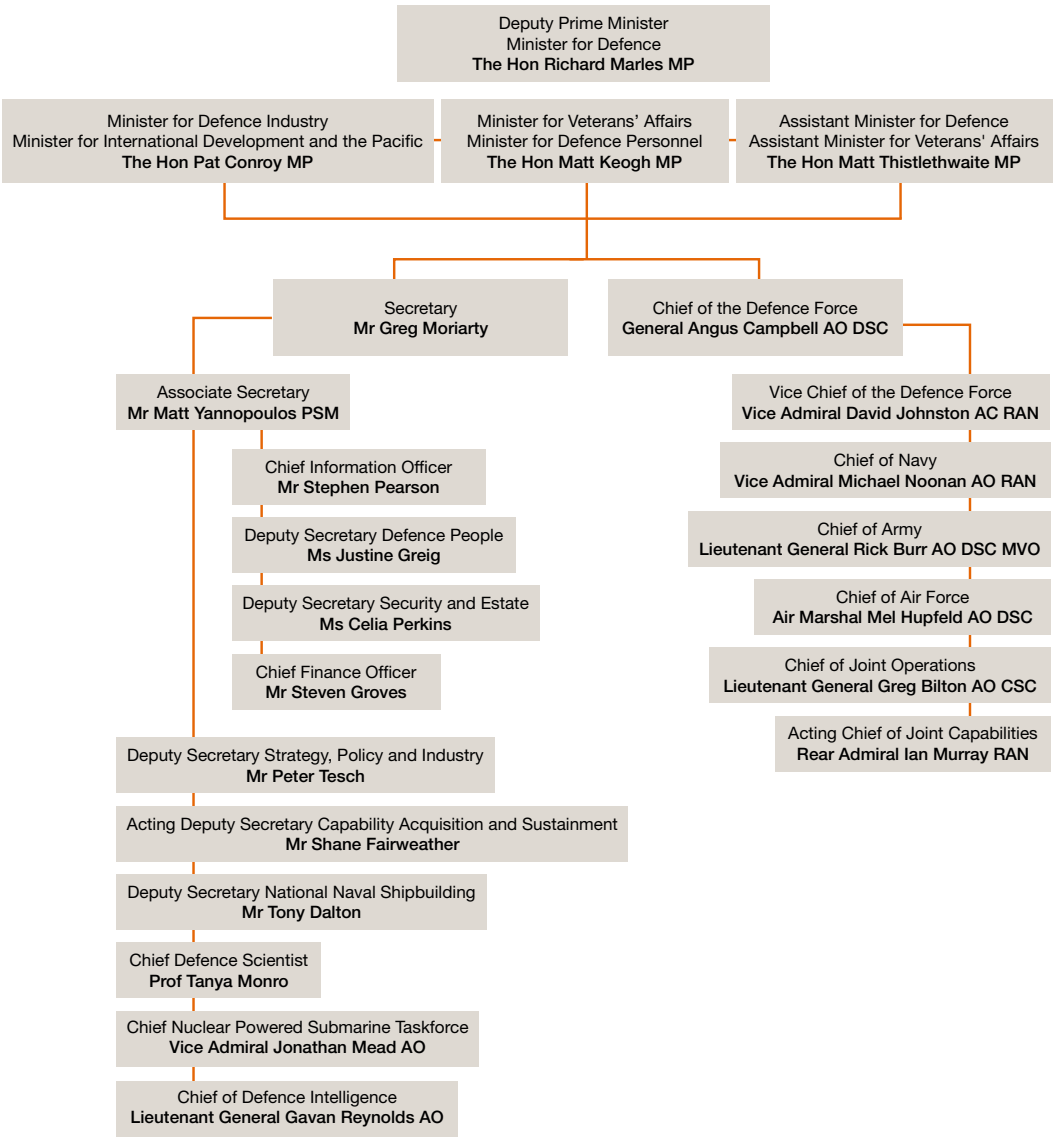 Deputy Prime Minister
Minister for Defence
The Hon Richard Marles MP
Minister for Defence Industry
Minister for International Development and the Pacific
The Hon Pat Conroy MP
Minister for Veterans’ Affairs
Minister for Defence Personnel
The Hon Matt Keogh MP
Assistant Minister for Defence
Assistant Minister for Veterans' Affairs
The Hon Matt Thistlethwaite MP
Secretary
Mr Greg Moriarty
Chief of the Defence Force
General Angus Campbell AO DSC
Associate Secretary
Mr Matt Yannopoulos PSM
Chief Information Officer
Mr Stephen Pearson
Deputy Secretary Defence People
Ms Justine Greig
Deputy Secretary Security and Estate
Ms Celia Perkins
Chief Finance Officer
Mr Steven Groves
Deputy Secretary Strategy, Policy and Industry
Mr Peter Tesch
Acting Deputy Secretary Capability Acquisition and Sustainment
Mr Shane Fairweather
Deputy Secretary National Naval Shipbuilding
Mr Tony Dalton
Chief Defence Scientist
Prof Tanya Monro
Chief Nuclear Powered Submarine Taskforce
Vice Admiral Jonathan Mead AO
Chief of Defence Intelligence
Lieutenant General Gavan Reynolds AO
Vice Chief of the Defence Force
Vice Admiral David Johnston AC RAN
Chief of Navy
Vice Admiral Michael Noonan AO RAN
Chief of Army
Lieutenant General Rick Burr AO DSC MVO
Chief of Air Force
Air Marshal Mel Hupfeld AO DSC
Chief of Joint Operations
Lieutenant General Greg Bilton AO CSC
Acting Chief of Joint Capabilities
Rear Admiral Ian Murray RAN